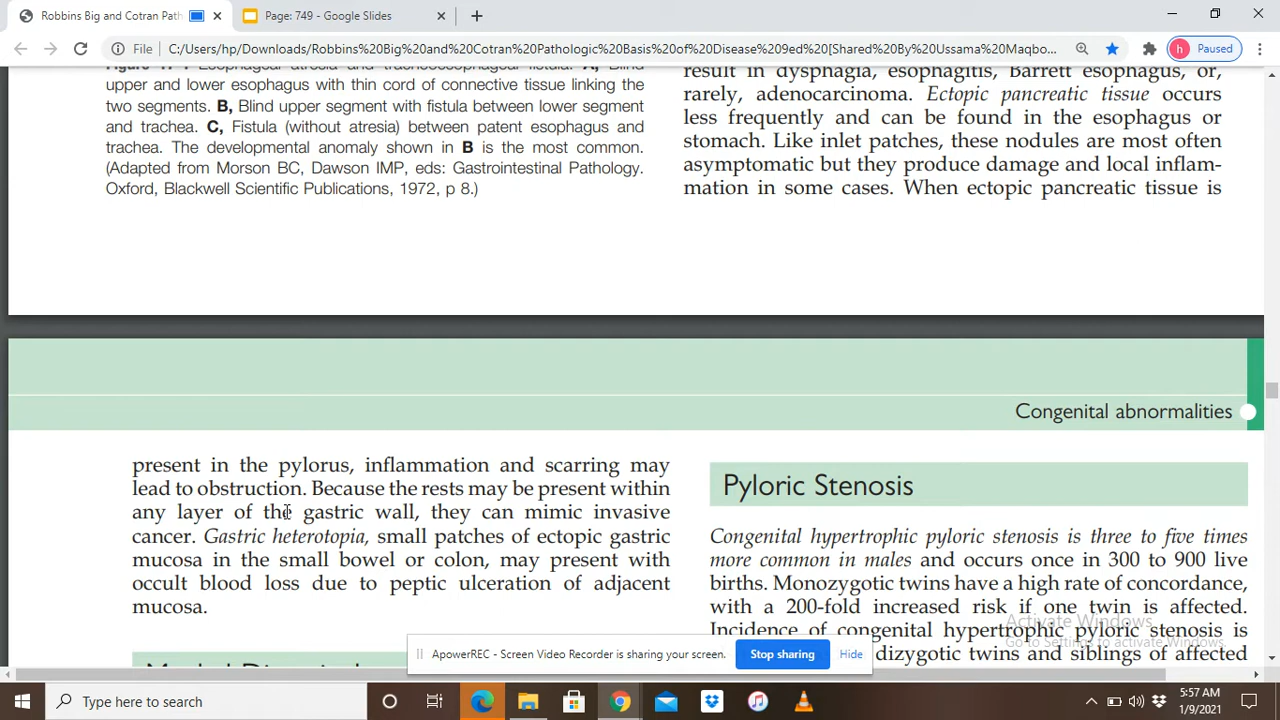 Robbins Big and Cotran Path
Page: 749 - Google Slides
File
C:/Users/hp/Downloads/Robbins%20Big%20and%20Cotran%20Pathologic%20Basis%20of%20Disease%209ed[Shared%20By%20Ussama%20Maqbo...
h
Paused
upper and lower esophagus with thin cord of connective tissue linking the
two segments. B, Blind upper segment with fistula between lower segment
and trachea. C, Fistula (without atresia) between patent esophagus and
trachea. The developmental anomaly shown in B is the most common.
(Adapted from Morson BC, Dawson IMP, eds: Gastrointestinal Pathology.
Oxford, Blackwell Scientific Publications, 1972, p 8.)
result in dysphagia, esophagitis, Barrett esophagus, or,
rarely, adenocarcinoma. Ectopic pancreatic tissue occurs
less frequently and can be found in the esophagus or
stomach. Like inlet patches, these nodules are most often
asymptomatic but they produce damage and local inflam-
mation in some cases. When ectopic pancreatic tissue is
Congenital abnormalities
present in the pylorus, inflammation and scarring may
lead to obstruction. Because the rests may be present within
any layer of the gastric wall, they can mimic invasive
cancer. Gastric heterotopia, small patches of ectopic gastric
mucosa in the small bowel or colon, may present with
occult blood loss due to peptic ulceration of adjacent
mucosa.
Pyloric Stenosis
Congenital hypertrophic pyloric stenosis is three to five times
more common in males and occurs once in 300 to 900 live
births. Monozygotic twins have a high rate of concordance,
with a 200-fold increased risk if one twin is affected.
Incidence of congenital hypertrophic pyloric stenosis is
dizygotic twins and siblings of affected
Activate Windows
Go to Settings to activate Windows.
ApowerREC - Screen Video Recorder is sharing your screen.
Stop sharing
Hide
Type here to search
5:57 AM
1/9/2021